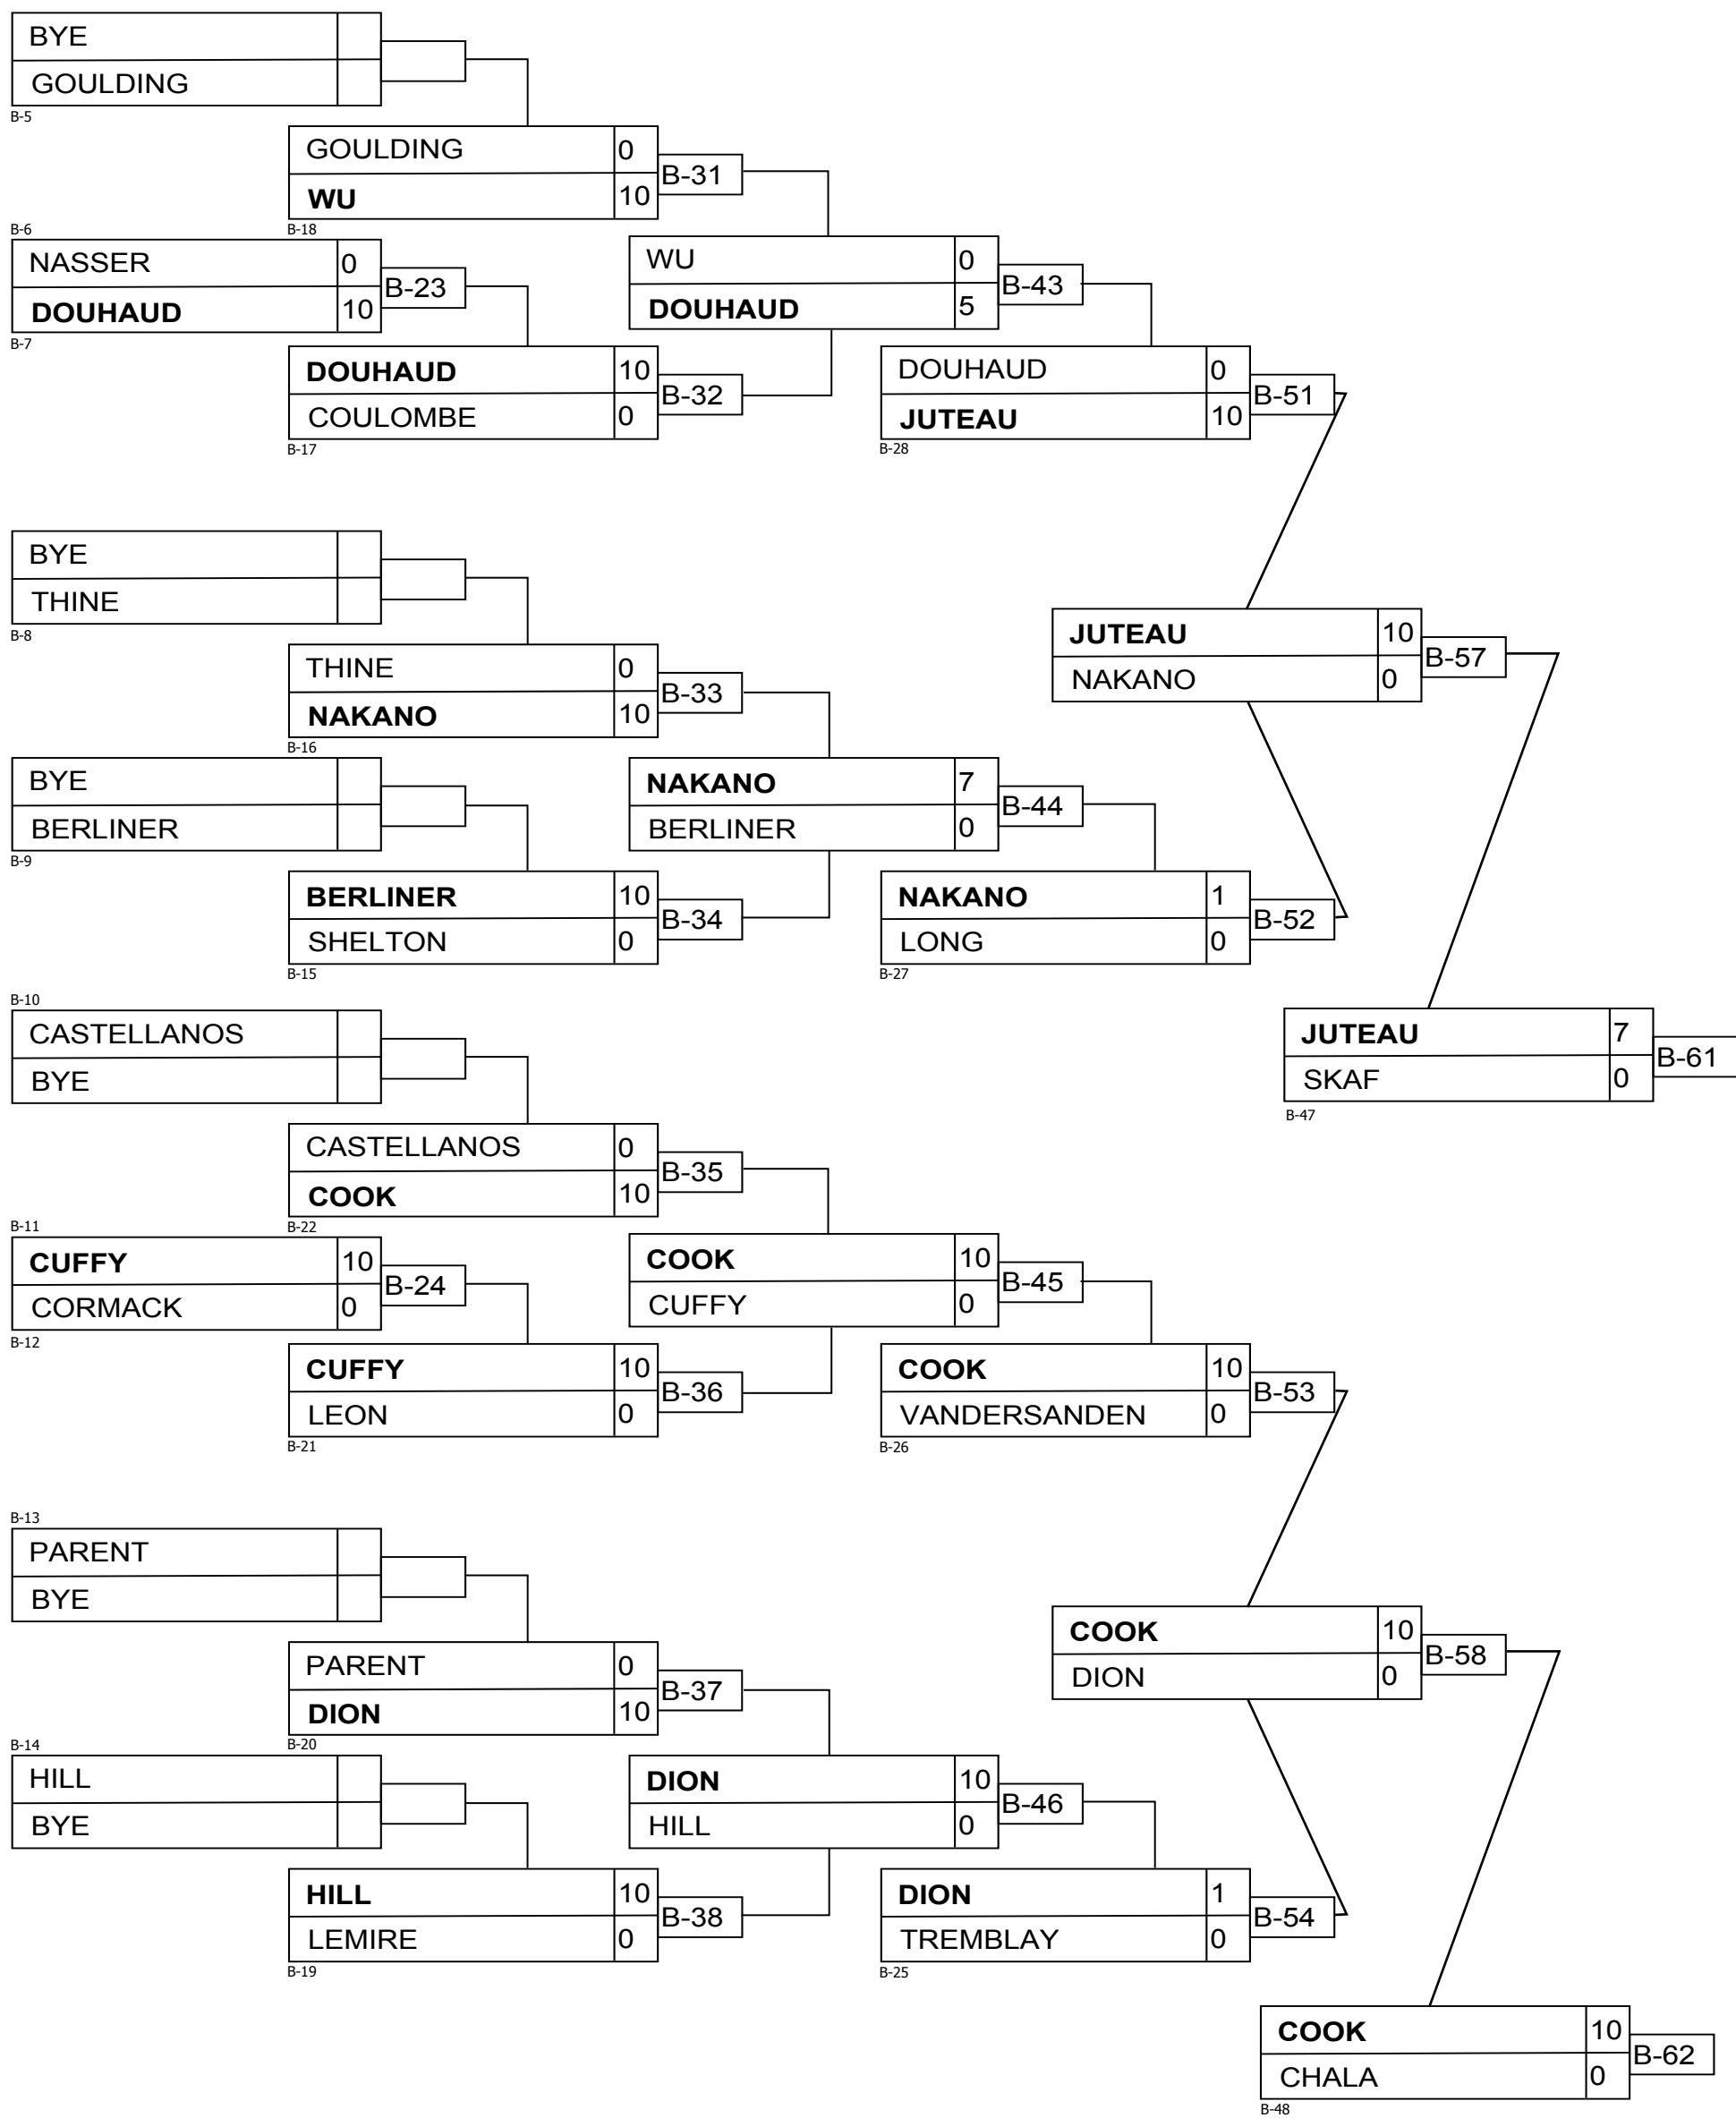 BYE
GOULDING
B-5
GOULDING 0
WU 10
B-31
B-18
B-6
NASSER 0
DOUHAUD 10
B-23
B-7
WU 0
DOUHAUD 5
B-43
DOUHAUD 10
COULOMBE 0
B-32
B-17
DOUHAUD 0
JUTEAU 10
B-51
B-28
BYE
THINE
B-8
JUTEAU 10
NAKANO 0
B-57
THINE 0
NAKANO 10
B-33
B-16
BYE
BERLINER
B-9
NAKANO 7
BERLINER 0
B-44
BERLINER 10
SHELTON 0
B-34
B-15
NAKANO 1
LONG 0
B-52
B-27
B-10
CASTELLANOS
BYE
JUTEAU 7
SKAF 0
B-61
B-47
CASTELLANOS 0
COOK 10
B-35
B-22
B-11
CUFFY 10
CORMACK 0
B-24
B-12
COOK 10
CUFFY 0
B-45
CUFFY 10
LEON 0
B-36
B-21
COOK 10
VANDERSANDEN 0
B-53
B-26
B-13
PARENT
BYE
COOK 10
DION 0
B-58
PARENT 0
DION 10
B-37
B-20
B-14
HILL
BYE
DION 10
HILL 0
B-46
HILL 10
LEMIRE 0
B-38
B-19
DION 1
TREMBLAY 0
B-54
B-25
COOK 10
CHALA 0
B-62
B-48